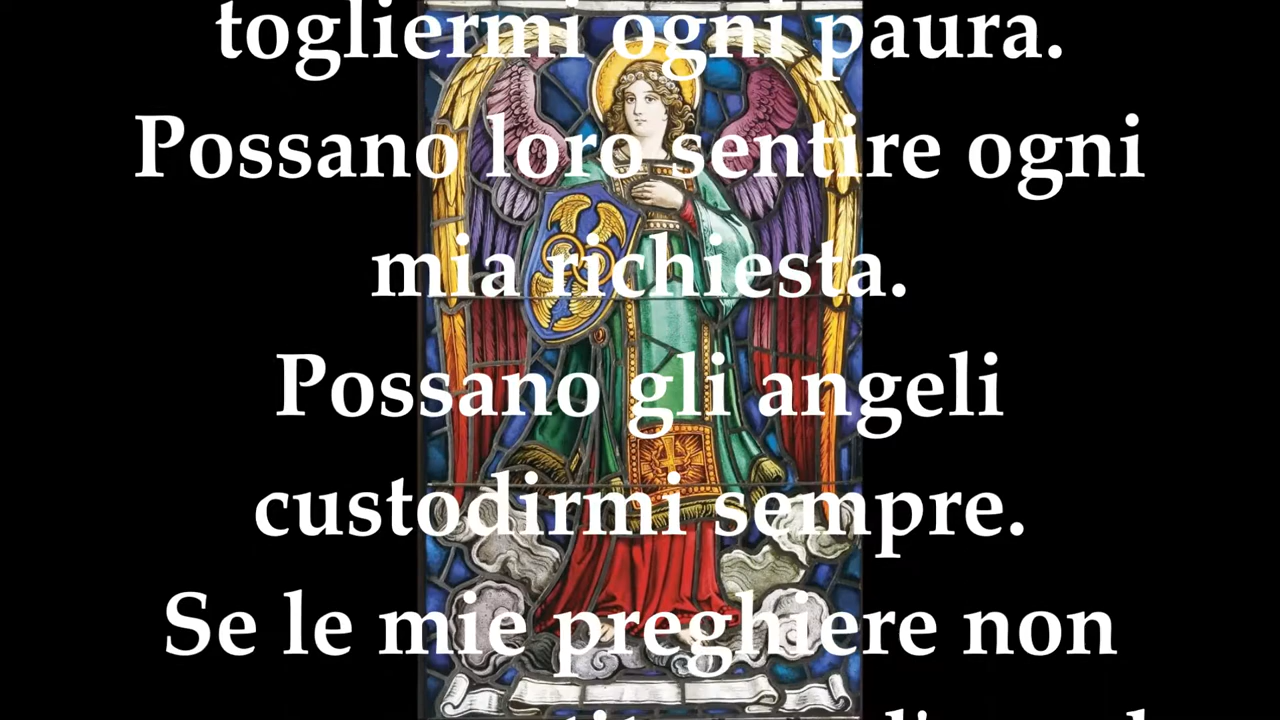 togliermi ogni paura.
Possano loro sentire ogni
mia richiesta.
Possano gli angeli
custodirmi sempre.
Se le mie preghiere non